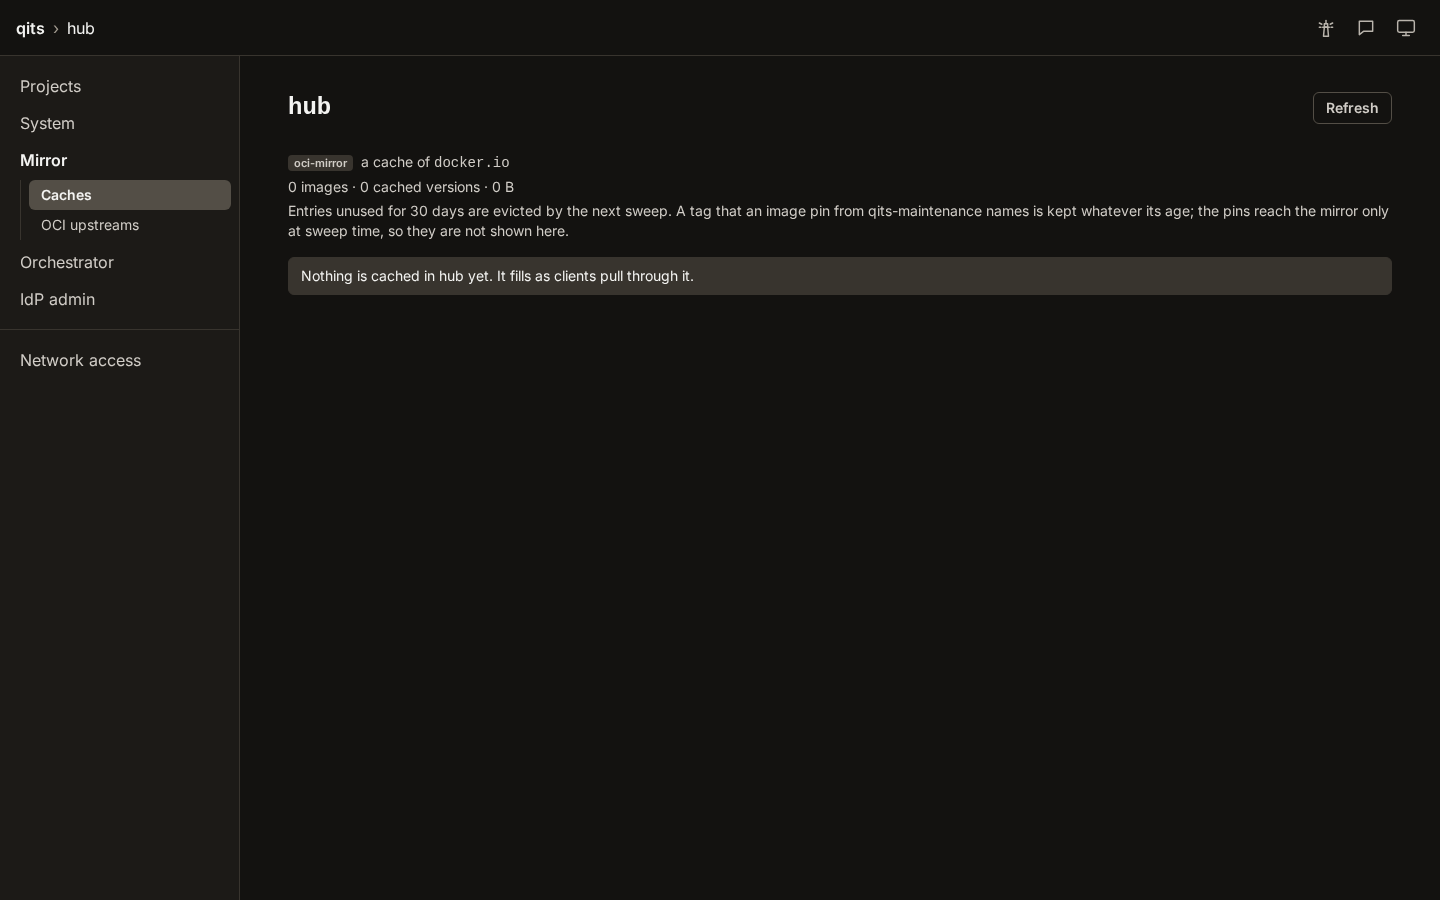 qits › hub
Projects
System
Mirror
Caches
OCI upstreams
Orchestrator
IdP admin
Network access
hub
Refresh
oci-mirror a cache of docker.io
0 images · 0 cached versions · 0 B
Entries unused for 30 days are evicted by the next sweep. A tag that an image pin from qits-maintenance names is kept whatever its age; the pins reach the mirror only
at sweep time, so they are not shown here.
Nothing is cached in hub yet. It fills as clients pull through it.